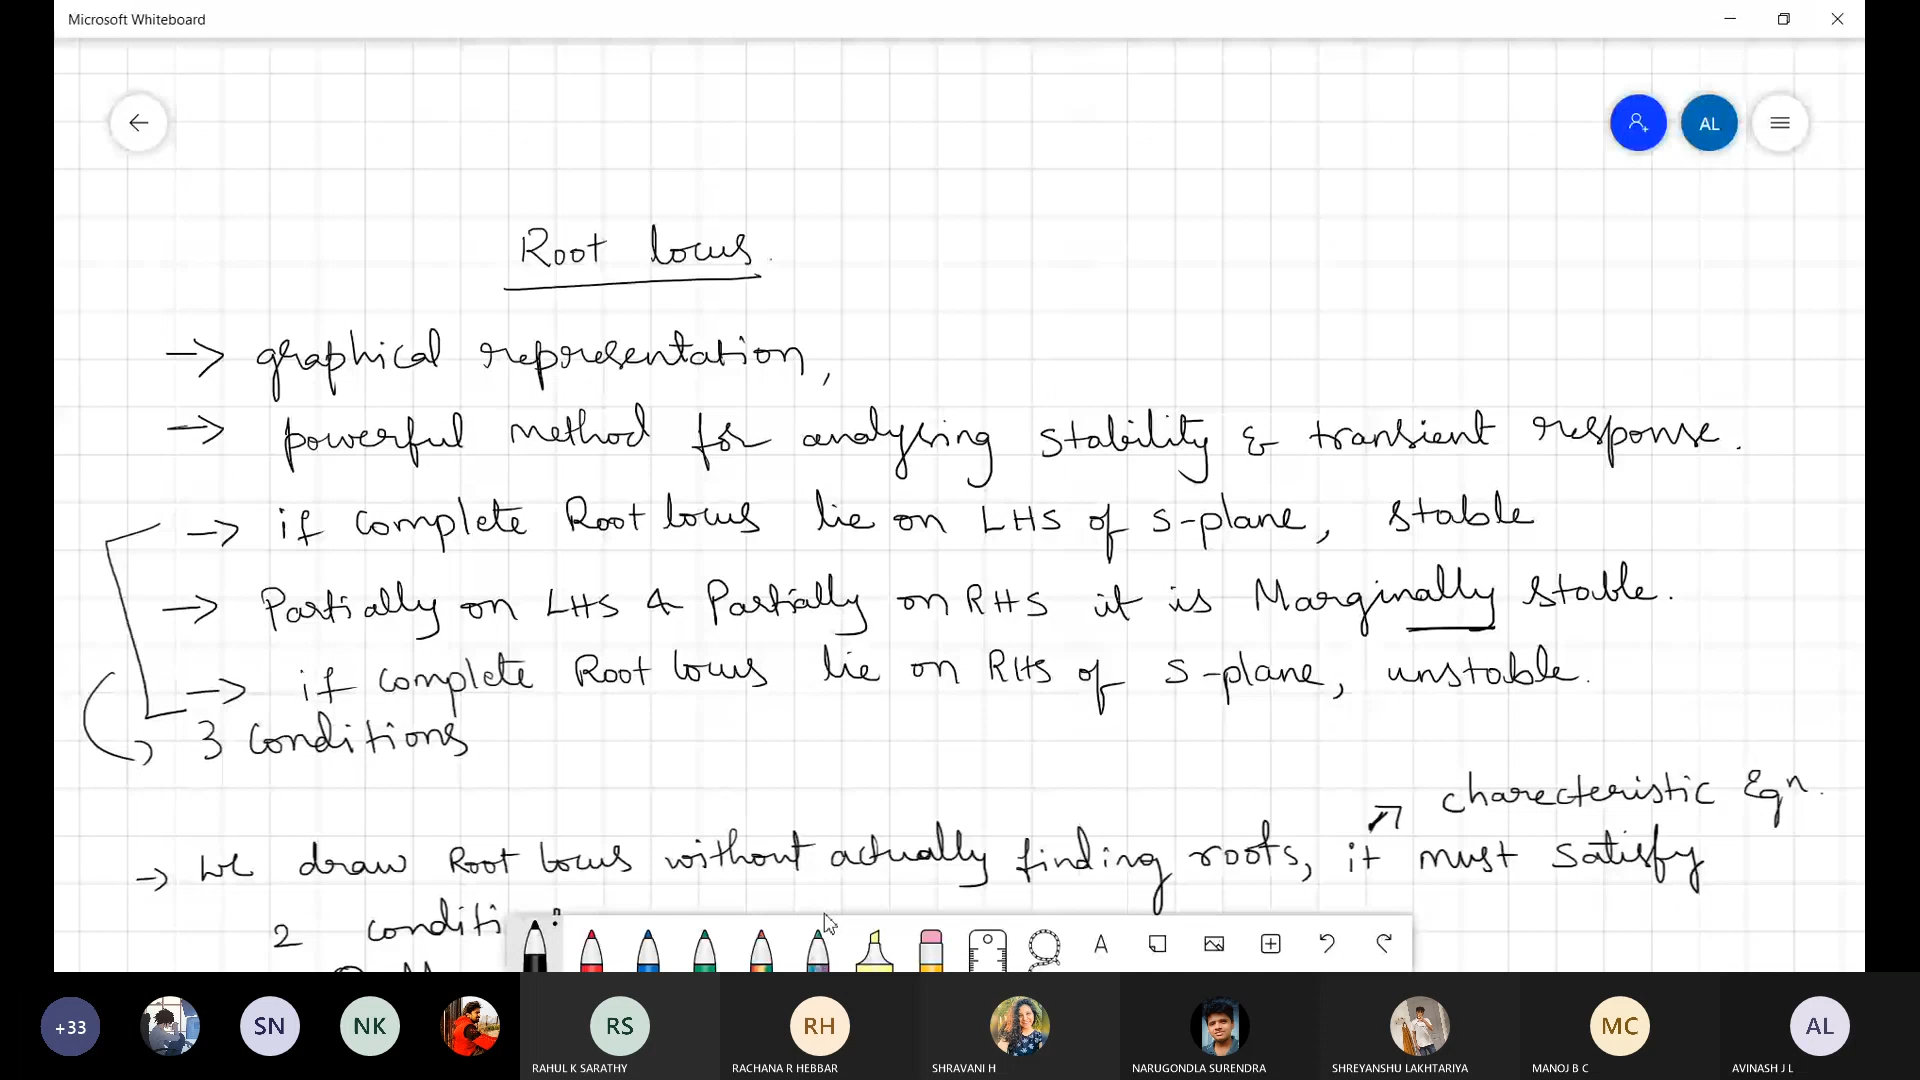 Microsoft Whiteboard
AL
Root locus.
→ graphical representation,
→ powerful method for analysing stability & transient response.
→ if complete Root locus lie on LHS of s-plane, stable
→ Partially on LHS & Partially on RHS it is Marginally stable.
→ if complete Root locus lie on RHS of s-plane, unstable.
3 conditions
charecteristic Eqn.
→ we draw Root locus without actually finding roots, it must satisfy
2 conditi
A
+33
SN
NK
RS
RAHUL K SARATHY
RH
RACHANA R HEBBAR
SHRAVANI H
NARUGONDLA SURENDRA
SHREYANSHU LAKHTARIYA
MC
MANOJ B C
AL
AVINASH J L